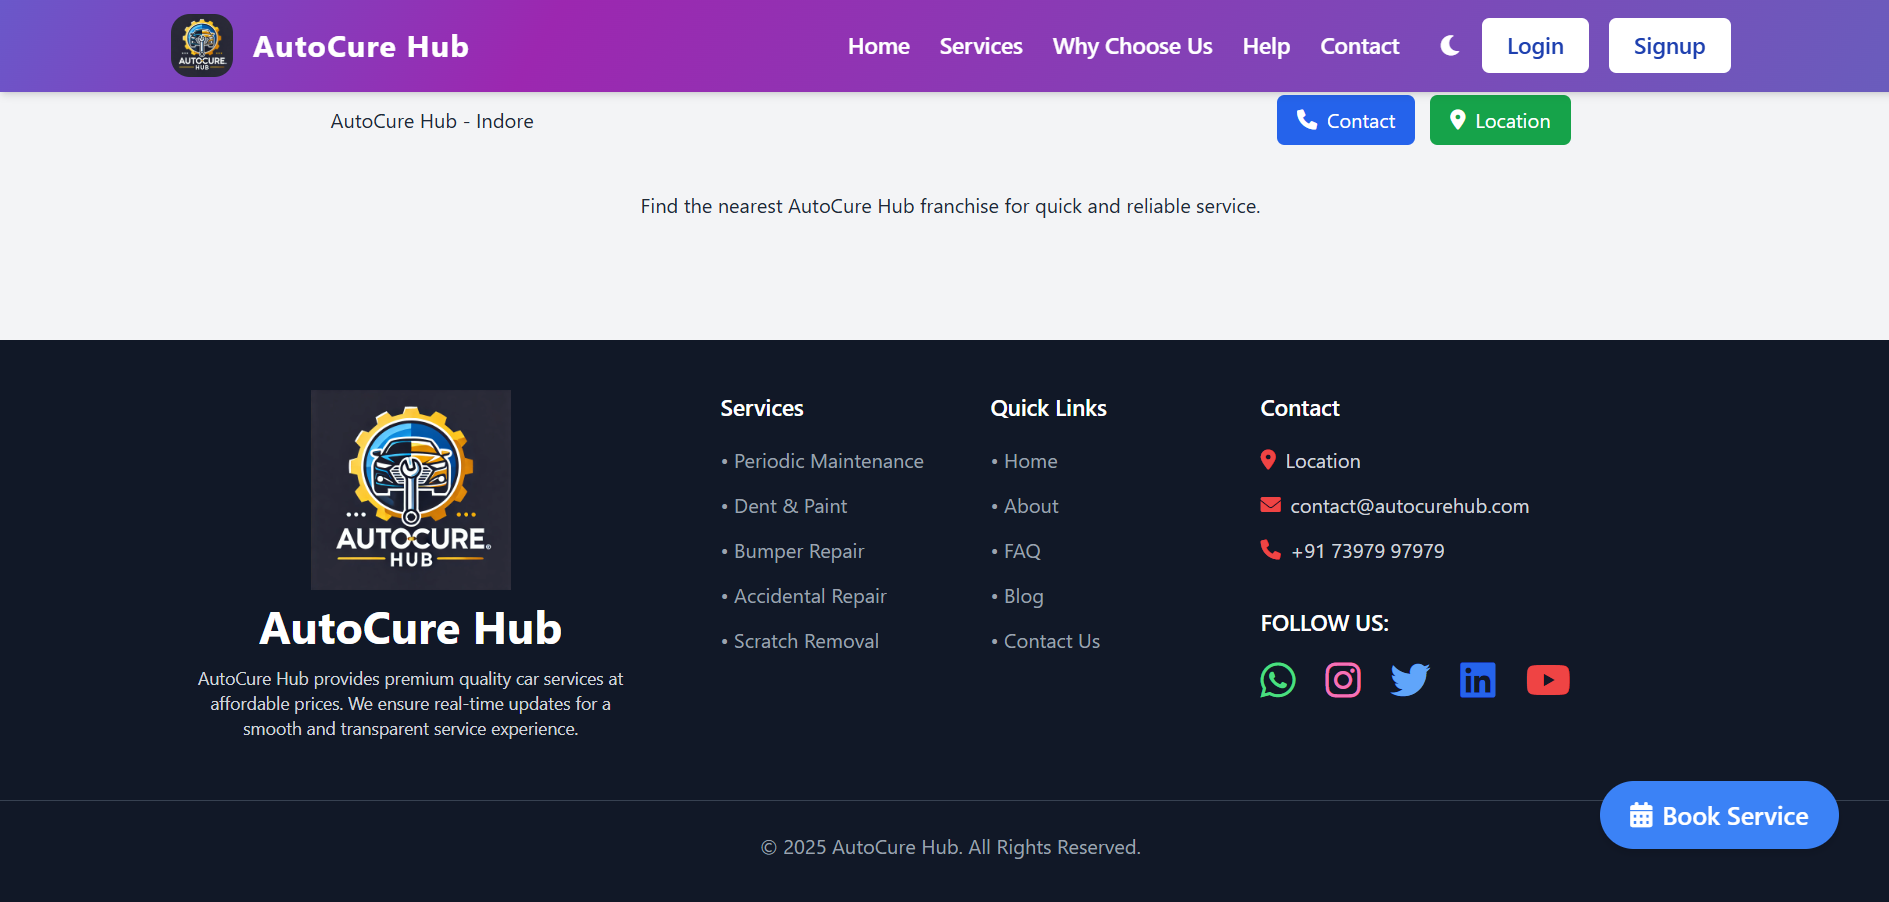 AUTOCURE
HUB
AutoCure Hub
Home
Services
Why Choose Us
Help
Contact
Login
Signup
AutoCure Hub - Indore
Contact
Location
Find the nearest AutoCure Hub franchise for quick and reliable service.
AUTOCURE®
HUB
AutoCure Hub
AutoCure Hub provides premium quality car services at
affordable prices. We ensure real-time updates for a
smooth and transparent service experience.
Services
• Periodic Maintenance
• Dent & Paint
• Bumper Repair
• Accidental Repair
• Scratch Removal
Quick Links
• Home
• About
• FAQ
• Blog
• Contact Us
Contact
Location
contact@autocurehub.com
+91 73979 97979
FOLLOW US:
Book Service
© 2025 AutoCure Hub. All Rights Reserved.